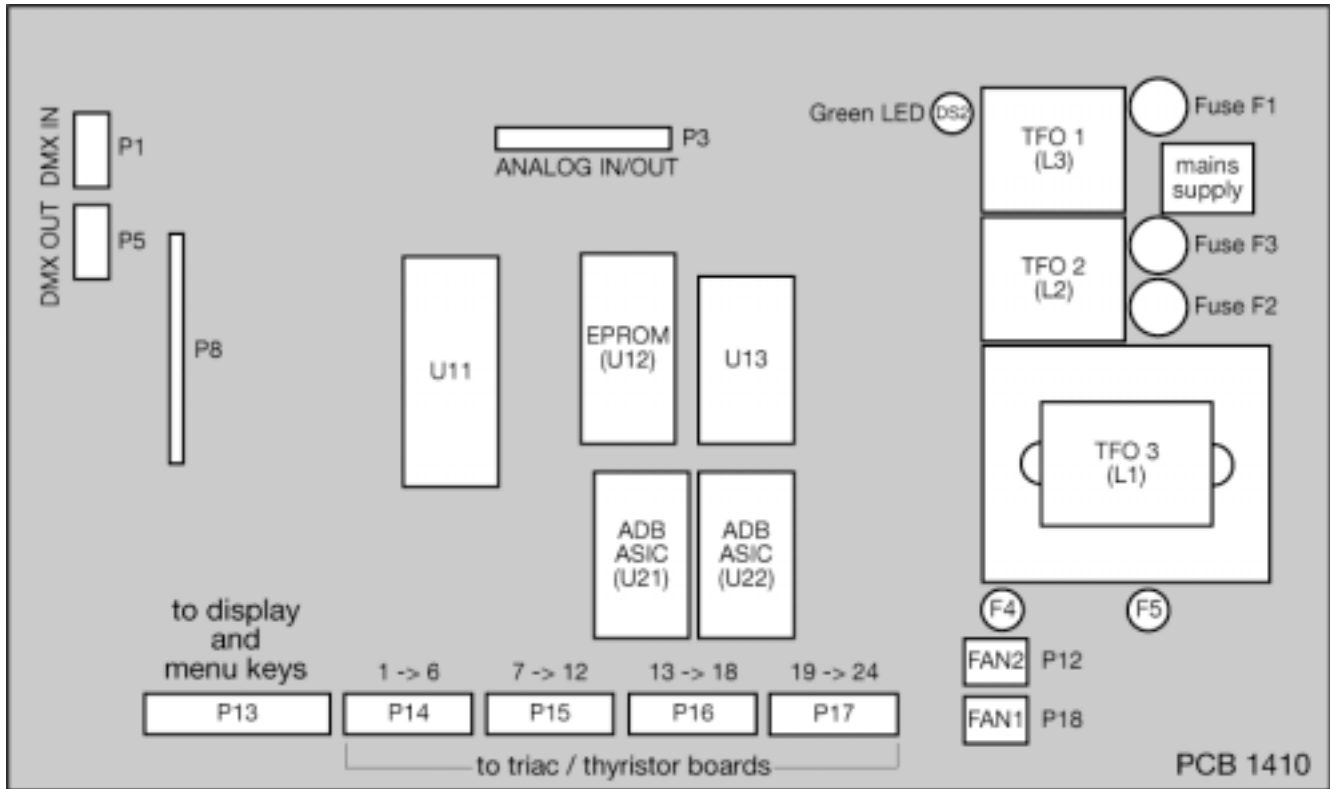 DMX IN
P1
DMX OUT
P5
P8
P3
ANALOG IN/OUT
Green LED
DS2
TFO 1
(L3)
Fuse F1
mains
supply
TFO 2
(L2)
Fuse F3
Fuse F2
U11
EPROM
(U12)
U13
TFO 3
(L1)
ADB
ASIC
(U21)
ADB
ASIC
(U22)
F4
F5
FAN2
P12
FAN1
P18
to display
and
menu keys
P13
1 -> 6
P14
7 -> 12
P15
13 -> 18
P16
19 -> 24
P17
to triac / thyristor boards
PCB 1410